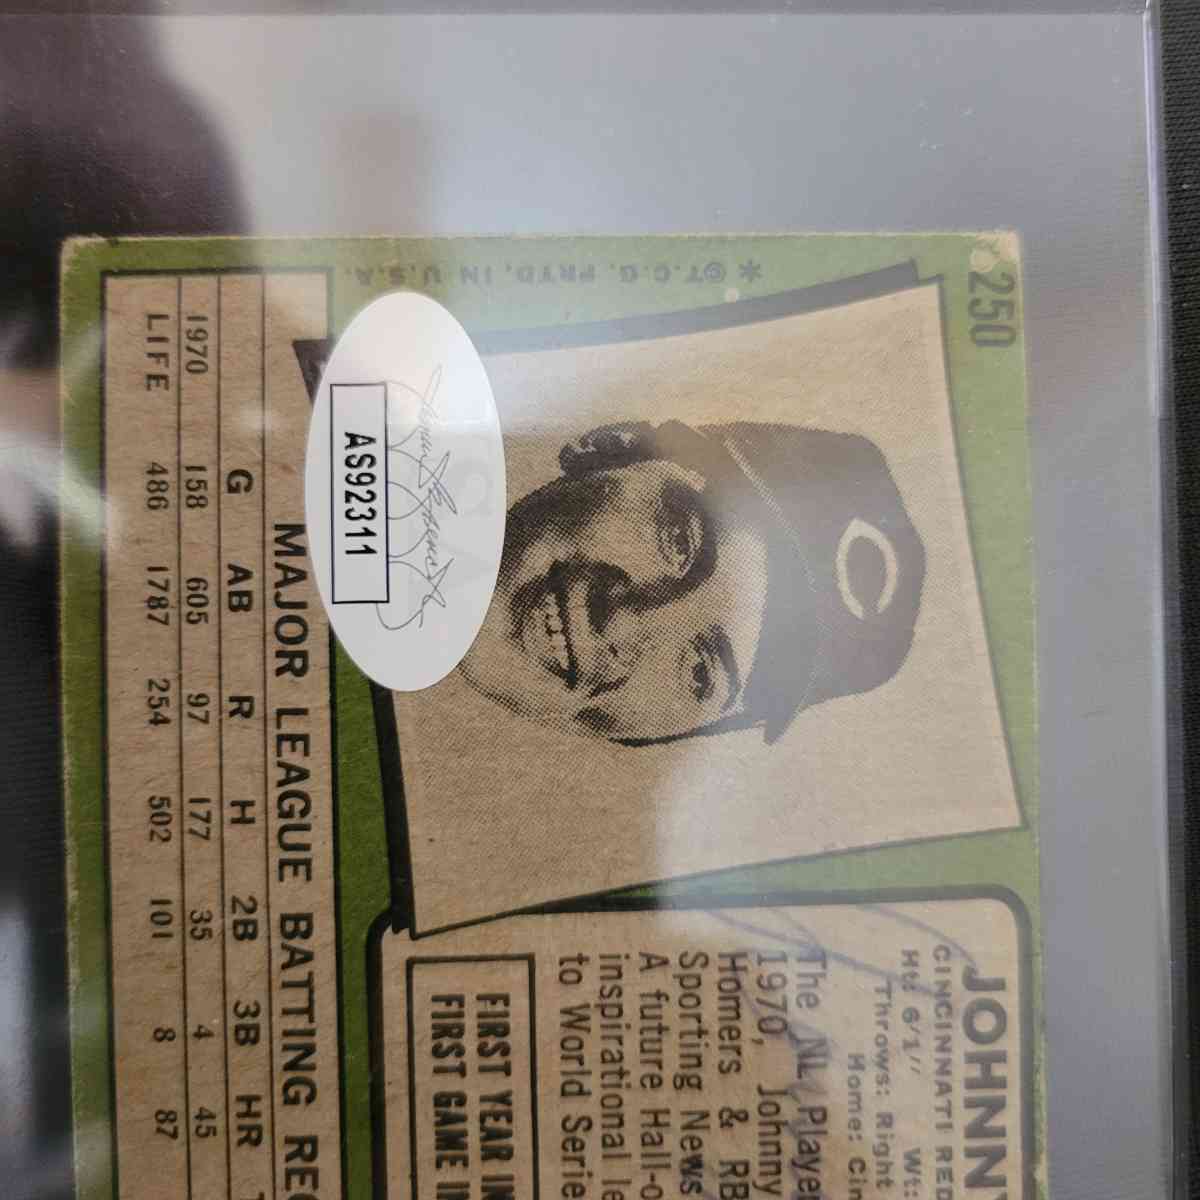 250
*©T.C.G. PRTD. IN U.S.A.
C
JOHNN
CINCINNATI RED
Ht: 6'1" Wt:
Throws: Right
Home: Cin
The NL Player
1970, Johnny
Homers & RB
Sporting News
A future Hall-o
inspirational le
to World Serie
FIRST YEAR IN
FIRST GAME I
AS92311
MAJOR LEAGUE BATTING REC
G AB R H 2B 3B HR
1970 158 605 97 177 35 4 45
LIFE 486 1787 254 502 101 8 87